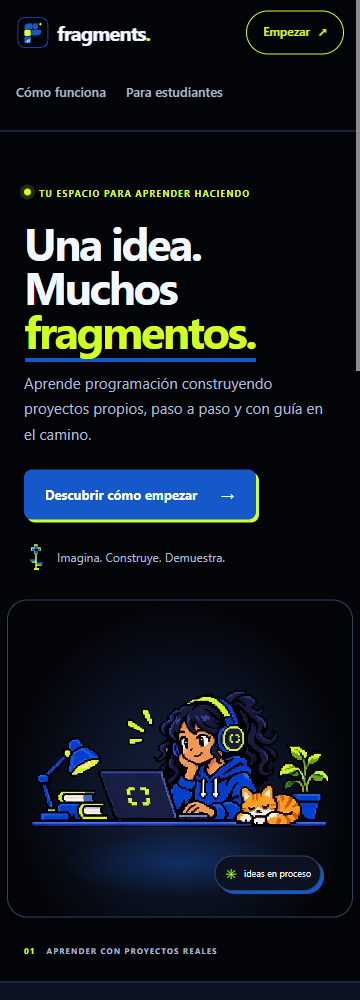 fragments.
Empezar ↗
Cómo funciona
Para estudiantes
TU ESPACIO PARA APRENDER HACIENDO
Una idea.
Muchos
fragmentos.
Aprende programación construyendo
proyectos propios, paso a paso y con guía en
el camino.
Descubrir cómo empezar →
Imagina. Construye. Demuestra.
ideas en proceso
01 APRENDER CON PROYECTOS REALES